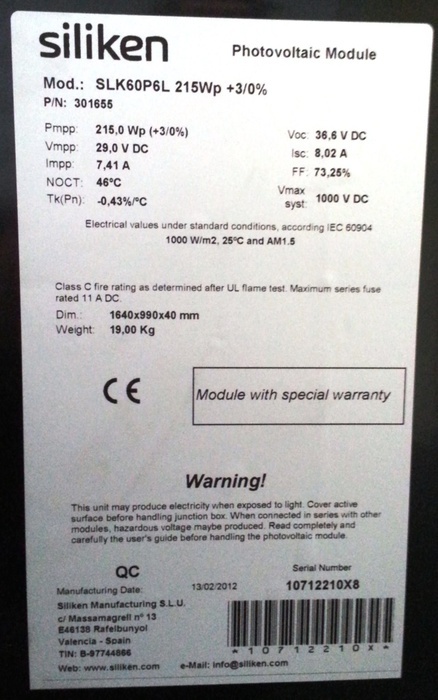 siliken
Photovoltaic Module
Mod.: SLK60P6L 215Wp +3/0%
P/N: 301655
Pmpp: 215,0 Wp (+3/0%)
Vmpp: 29,0 V DC
Impp: 7,41 A
NOCT: 46ºC
Tk(Pn): -0,43%/ºC
Voc: 36,6 V DC
Isc: 8,02 A
FF: 73,25%
Vmax
syst: 1000 V DC
Electrical values under standard conditions, according IEC 60904
1000 W/m2, 25ºC and AM1.5
Class C fire rating as determined after UL flame test. Maximum series fuse
rated 11 A DC.
Dim.: 1640x990x40 mm
Weight: 19,00 Kg
CE
Module with special warranty
Warning!
This unit may produce electricity when exposed to light. Cover active
surface before handling junction box. When connected in series with other
modules, hazardous voltage maybe produced. Read completely and
carefully the user's guide before handling the photovoltaic module.
QC
Manufacturing Date: 13/02/2012
Siliken Manufacturing S.L.U.
c/ Massamagrell nº 13
E46138 Rafelbunyol
Valencia - Spain
TIN: B-97744866
Web: www.siliken.com e-Mail: info@siliken.com
Serial Number
10712210X8
*10712210X*